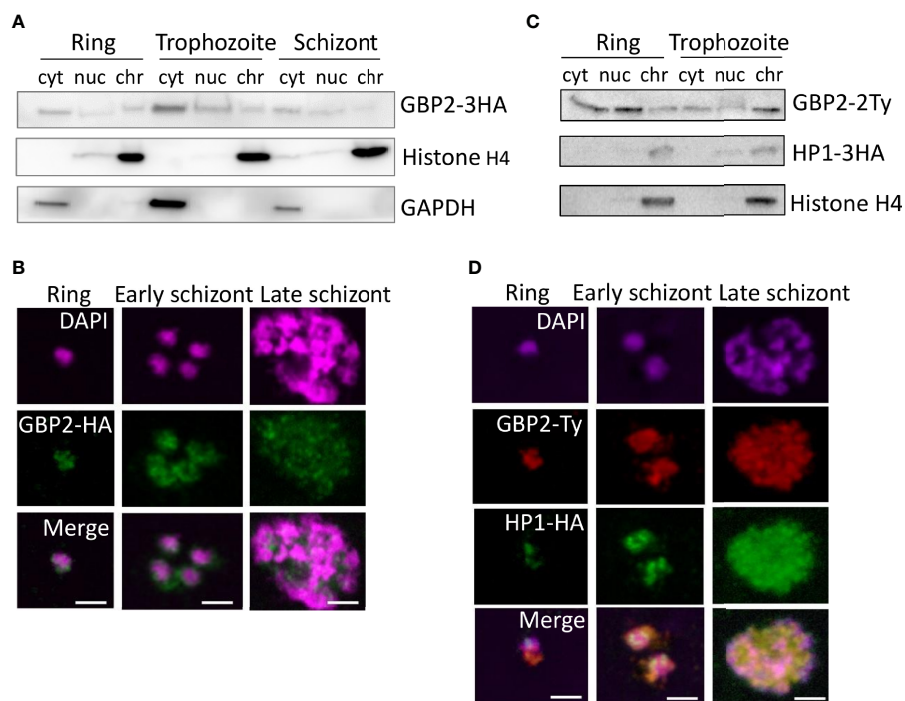 A
Ring Trophozoite Schizont
cyt nuc chr cyt nuc chr cyt nuc chr
GBP2-3HA
Histone H4
GAPDH
C
Ring Trophozoite
cyt nuc chr cyt nuc chr
GBP2-2Ty
HP1-3HA
Histone H4
B
Ring Early schizont Late schizont
DAPI
GBP2-HA
Merge
D
Ring Early schizont Late schizont
DAPI
GBP2-Ty
HP1-HA
Merge